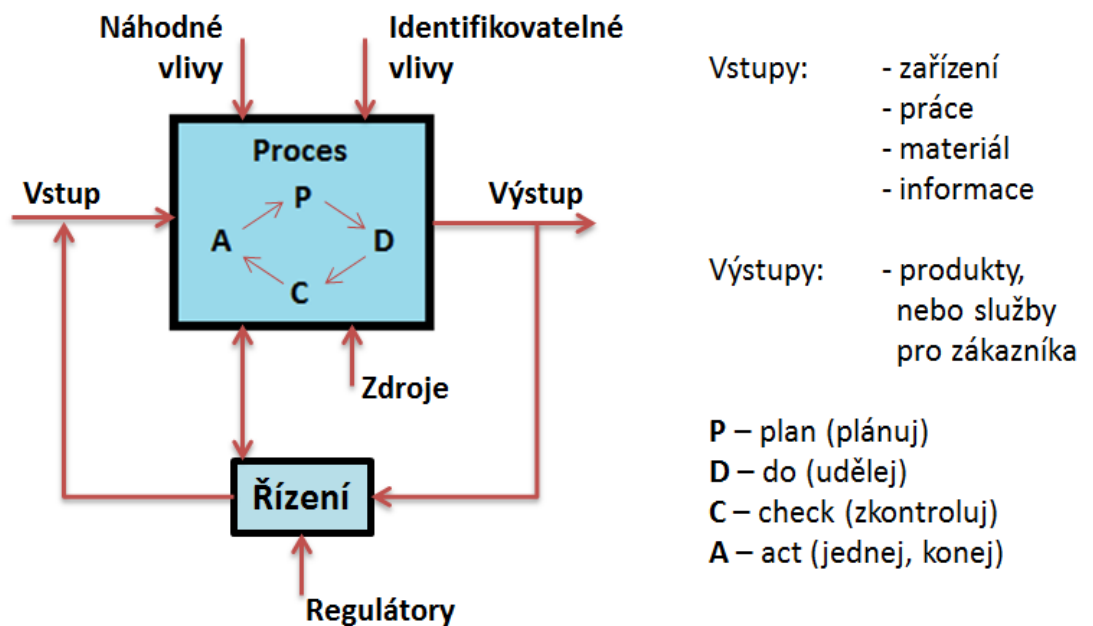 Náhodné
vlivy
Identifikovatelné
vlivy
Proces
Vstup
P
Výstup
A
D
C
Zdroje
Řízení
Regulátory
Vstupy: - zařízení
- práce
- materiál
- informace
Výstupy: - produkty,
nebo služby
pro zákazníka
P – plan (plánuj)
D – do (udělej)
C – check (zkontroluj)
A – act (jednej, konej)